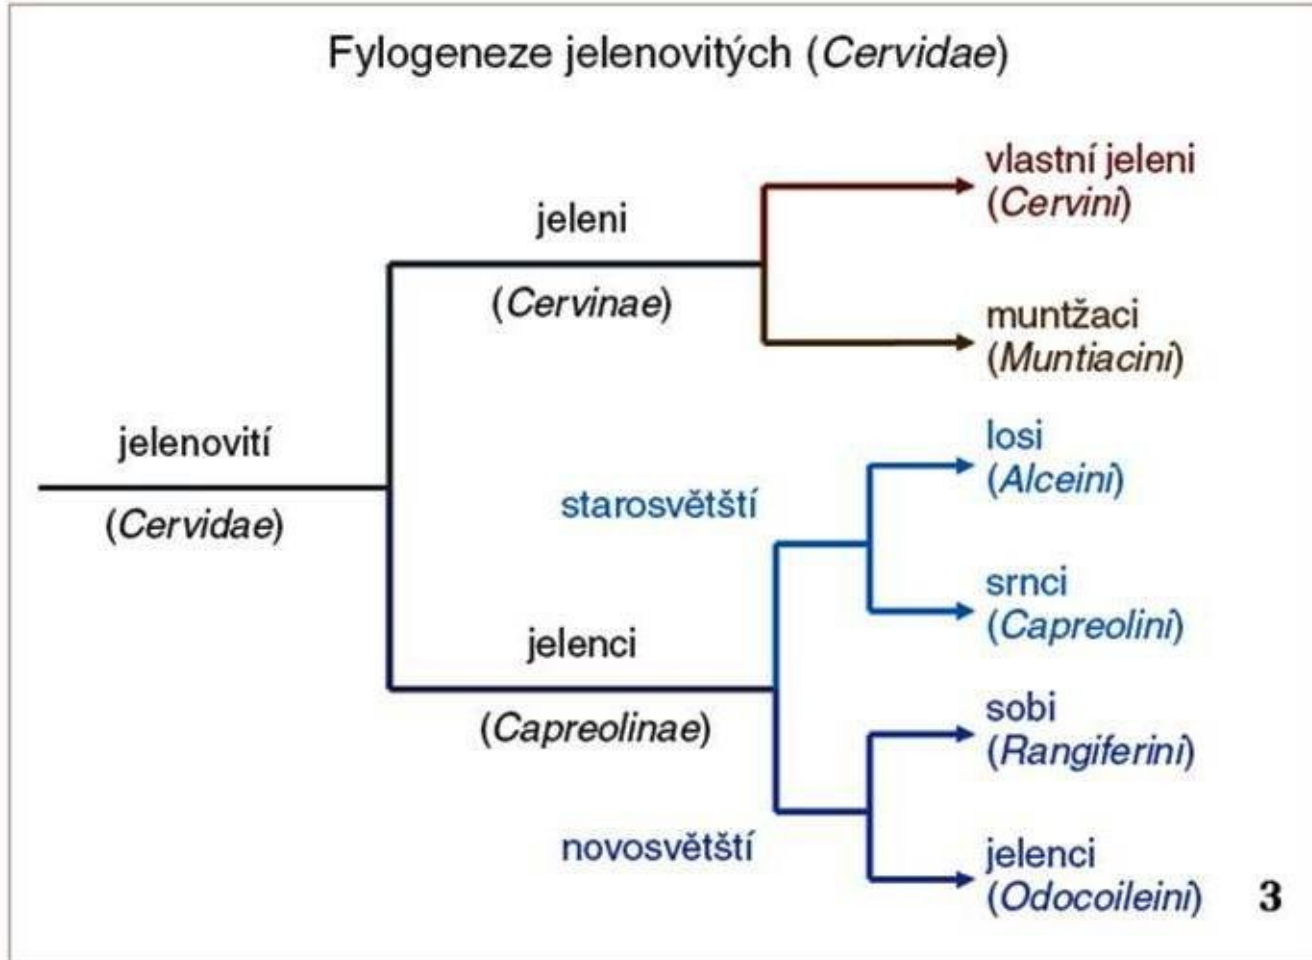 Fylogeneze jelenovitých (Cervidae)
vlastní jeleni
(Cervini)
jeleni
(Cervinae)
muntžaci
(Muntiacini)
jelenovití
(Cervidae)
losi
(Alceini)
starosvětští
srnci
(Capreolini)
jelenci
(Capreolinae)
sobi
(Rangiferini)
novosvětští
jelenci
(Odocoileini)
3